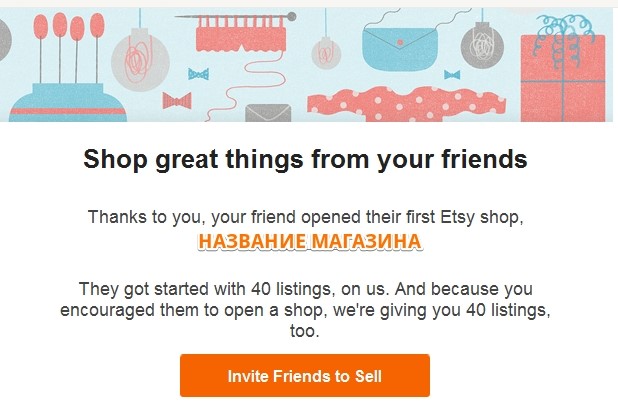 Shop great things from your friends
Thanks to you, your friend opened their first Etsy shop,
НАЗВАНИЕ МАГАЗИНА
They got started with 40 listings, on us. And because you
encouraged them to open a shop, we're giving you 40 listings,
too.
Invite Friends to Sell